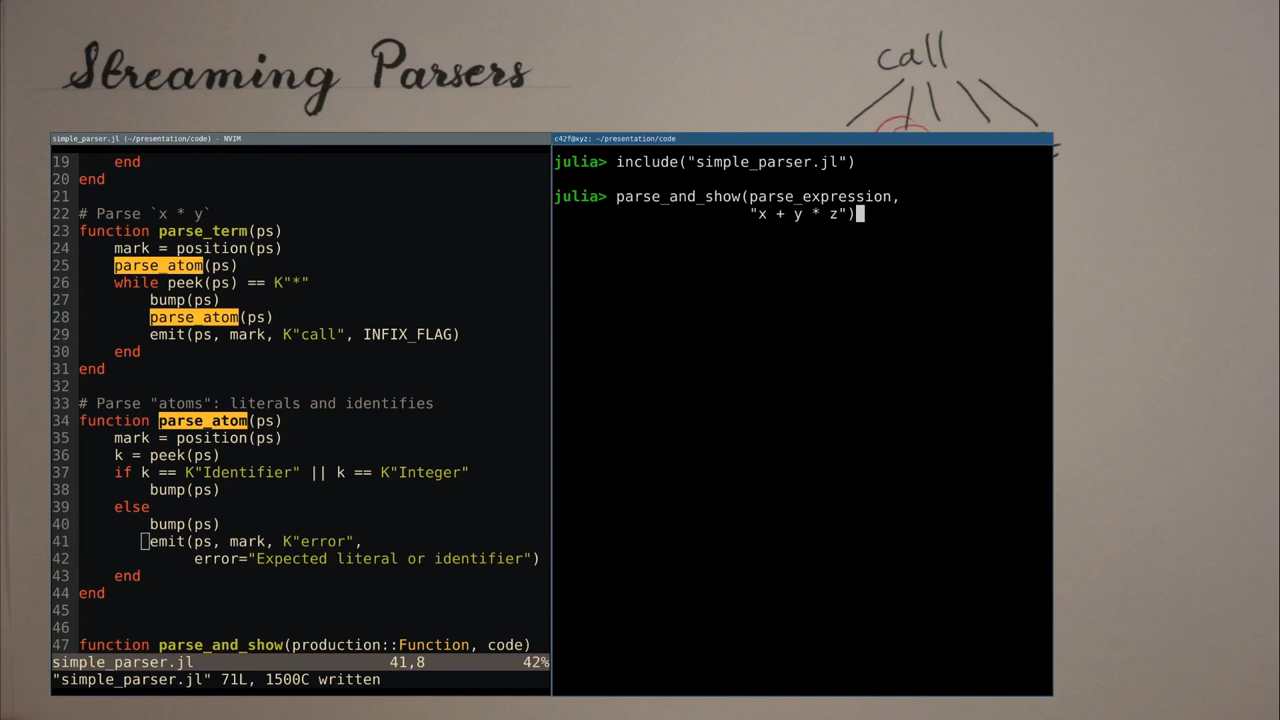 Streaming Parsers
call
simple_parser.jl (~/presentation/code) - NVIM
19 end
20 end
21
22 # Parse `x * y`
23 function parse_term(ps)
24 mark = position(ps)
25 parse_atom(ps)
26 while peek(ps) == K"*"
27 bump(ps)
28 parse_atom(ps)
29 emit(ps, mark, K"call", INFIX_FLAG)
30 end
31 end
32
33 # Parse "atoms": literals and identifies
34 function parse_atom(ps)
35 mark = position(ps)
36 k = peek(ps)
37 if k == K"Identifier" || k == K"Integer"
38 bump(ps)
39 else
40 bump(ps)
41 emit(ps, mark, K"error",
42 error="Expected literal or identifier")
43 end
44 end
45
46
47 function parse_and_show(production::Function, code)
simple_parser.jl 41,8 42%
"simple_parser.jl" 71L, 1500C written
c42f@xyz: ~/presentation/code
julia> include("simple_parser.jl")
julia> parse_and_show(parse_expression,
"x + y * z")